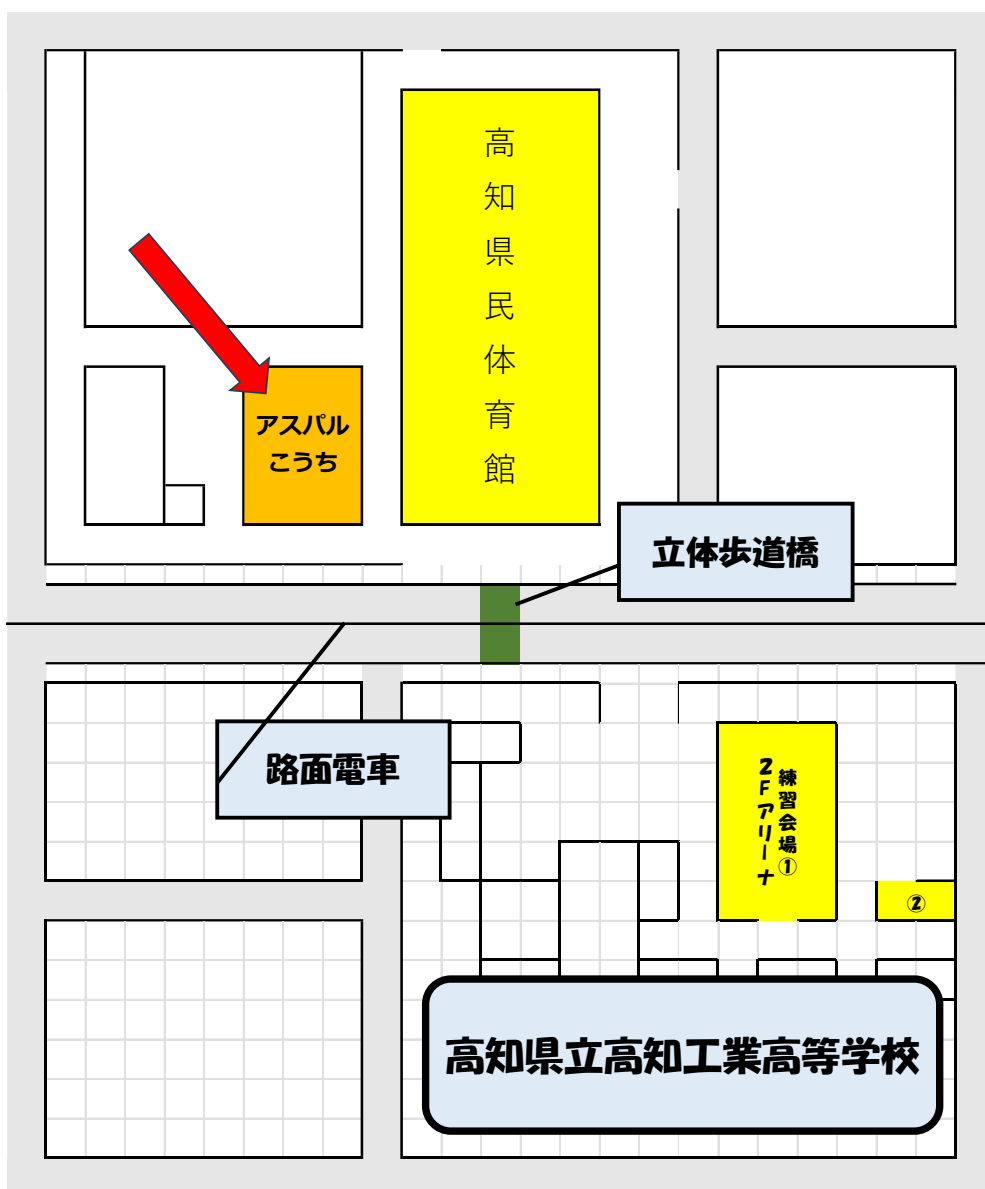 高知県民体育館
アスパル
こうち
立体歩道橋
路面電車
練習会場①
2Fアリーナ
②
高知県立高知工業高等学校